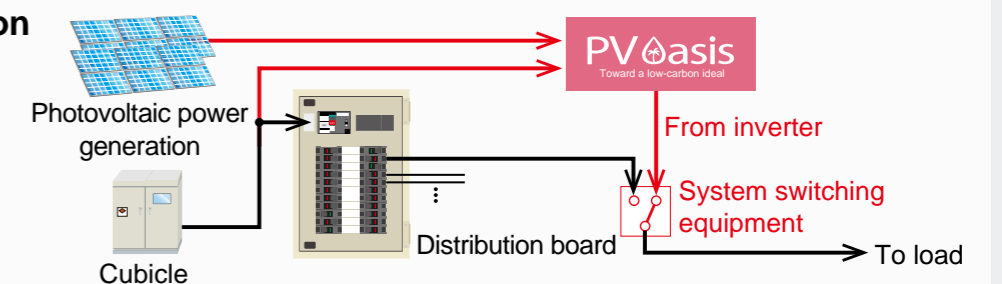 on
Photovoltaic power
generation
Cubicle
Distribution board
PV oasis
Toward a low-carbon ideal
From inverter
System switching
equipment
To load